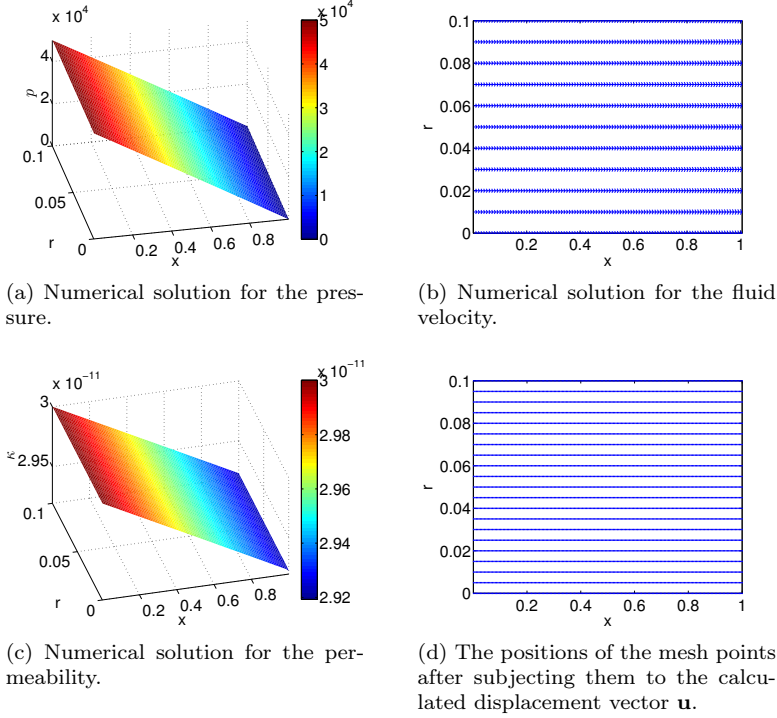 x 10⁴
4
2
0
p
0.1
0.05
0
r
0.2 0.4 0.6 0.8
x
x 10⁴
5
4
3
2
1
0
(a) Numerical solution for the pres-
sure.
0.1
0.08
0.06
0.04
0.02
0
r
0.2 0.4 0.6 0.8 1
x
(b) Numerical solution for the fluid
velocity.
x 10⁻¹¹
3
2.95
κ
0.1
0.05
0
r
0.2 0.4 0.6 0.8
x
x 10⁻¹¹
3
2.98
2.96
2.94
2.92
(c) Numerical solution for the per-
meability.
0.1
0.08
0.06
0.04
0.02
0
r
0.2 0.4 0.6 0.8 1
x
(d) The positions of the mesh points
after subjecting them to the calcu-
lated displacement vector u.